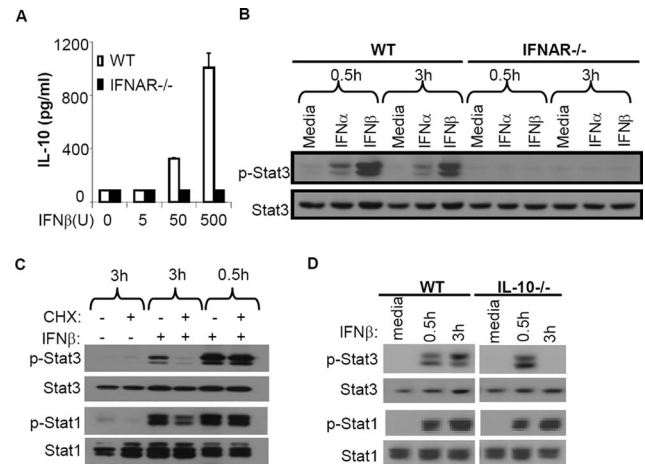 A
IL-10 (pg/ml)
1200
800
400
0
WT
IFNAR-/-
IFNβ(U) 0 5 50 500
B
WT IFNAR-/-
0.5h 3h 0.5h 3h
Media IFNα IFNβ Media IFNα IFNβ Media IFNα IFNβ Media IFNα IFNβ
p-Stat3
Stat3
C
3h 3h 0.5h
CHX: - + - + - +
IFNβ: - - + + + +
p-Stat3
Stat3
p-Stat1
Stat1
D
WT IL-10-/-
IFNβ: media 0.5h 3h media 0.5h 3h
p-Stat3
Stat3
p-Stat1
Stat1